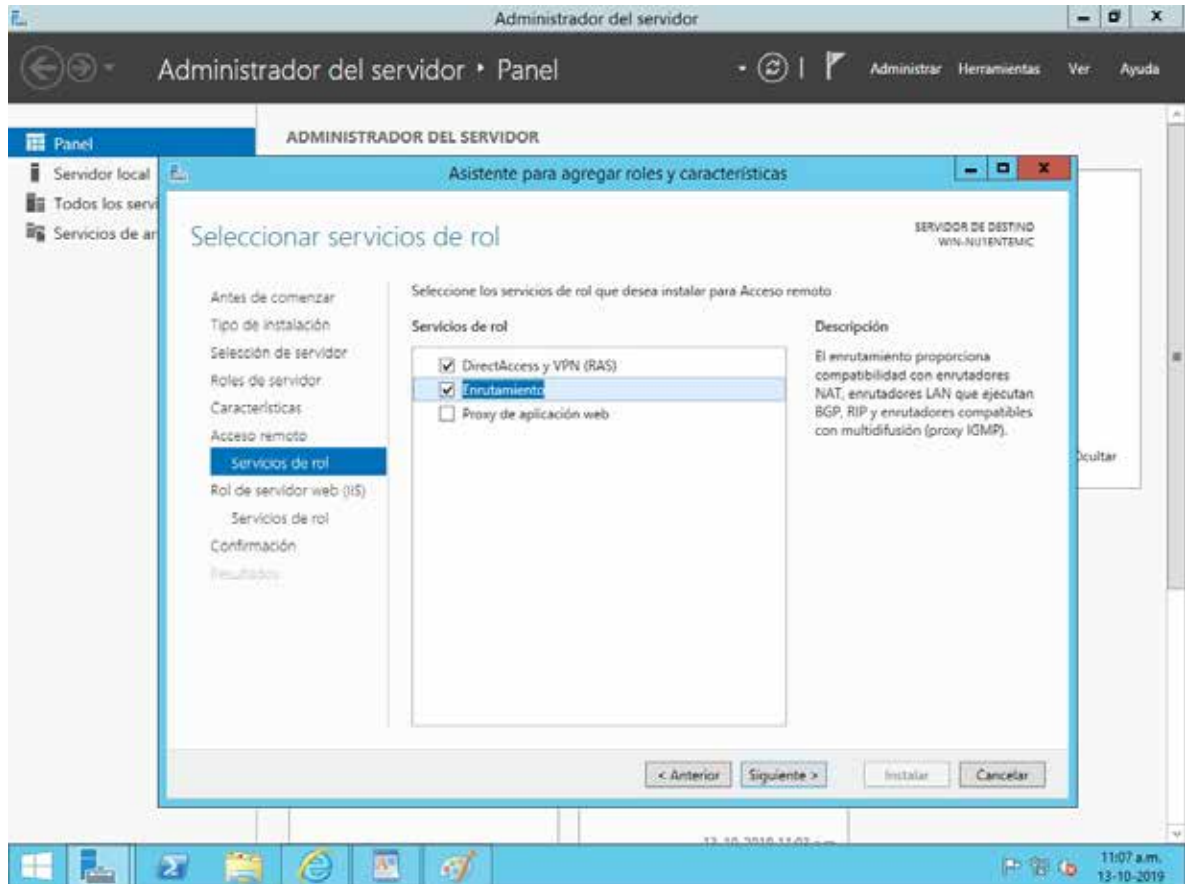 Administrador del servidor
Administrador del servidor • Panel
Administrar Herramientas Ver Ayuda
Panel
Servidor local
Todos los servi
Servicios de ar
ADMINISTRADOR DEL SERVIDOR
Asistente para agregar roles y características
Seleccionar servicios de rol
SERVIDOR DE DESTINO
Antes de comenzar
Tipo de instalación
Selección de servidor
Roles de servidor
Características
Acceso remoto
Servicios de rol
Rol de servidor web (IIS)
Servicios de rol
Confirmación
Resultados
Seleccione los servicios de rol que desea instalar para Acceso remoto
Servicios de rol
DirectAccess y VPN (RAS)
Enrutamiento
Proxy de aplicación web
Descripción
El enrutamiento proporciona
compatibilidad con enrutadores
NAT, enrutadores LAN que ejecutan
BGP, RIP y enrutadores compatibles
con multidifusión (proxy IGMP).
Ocultar
< Anterior
Siguiente >
Instalar
Cancelar
11:07 a.m.
13-10-2019